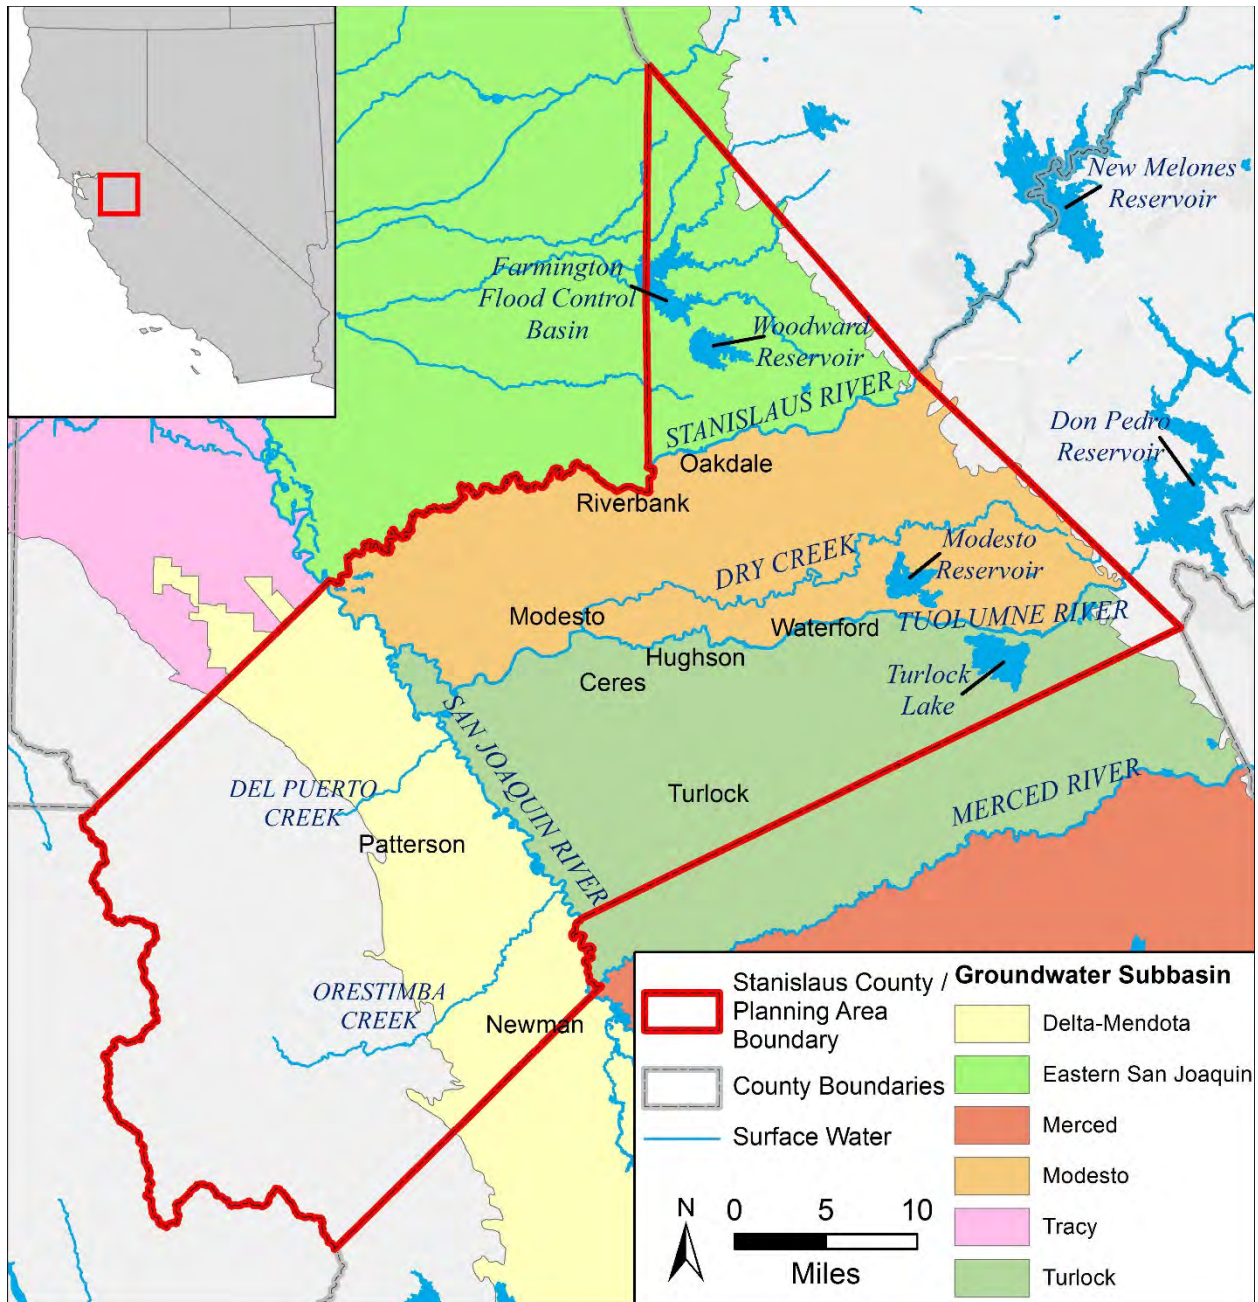 New Melones
Reservoir
Farmington
Flood Control
Basin
Woodward
Reservoir
STANISLAUS RIVER
Don Pedro
Reservoir
Oakdale
Riverbank
DRY CREEK
Modesto
Reservoir
Modesto
Waterford
TUOLUMNE RIVER
Hughson
Ceres
Turlock
Lake
SAN JOAQUIN RIVER
DEL PUERTO
CREEK
Turlock
MERCED RIVER
Patterson
ORESTIMBA
CREEK
Newman
Stanislaus County /
Planning Area
Boundary
County Boundaries
Surface Water
N
0 5 10
Miles
Groundwater Subbasin
Delta-Mendota
Eastern San Joaquin
Merced
Modesto
Tracy
Turlock